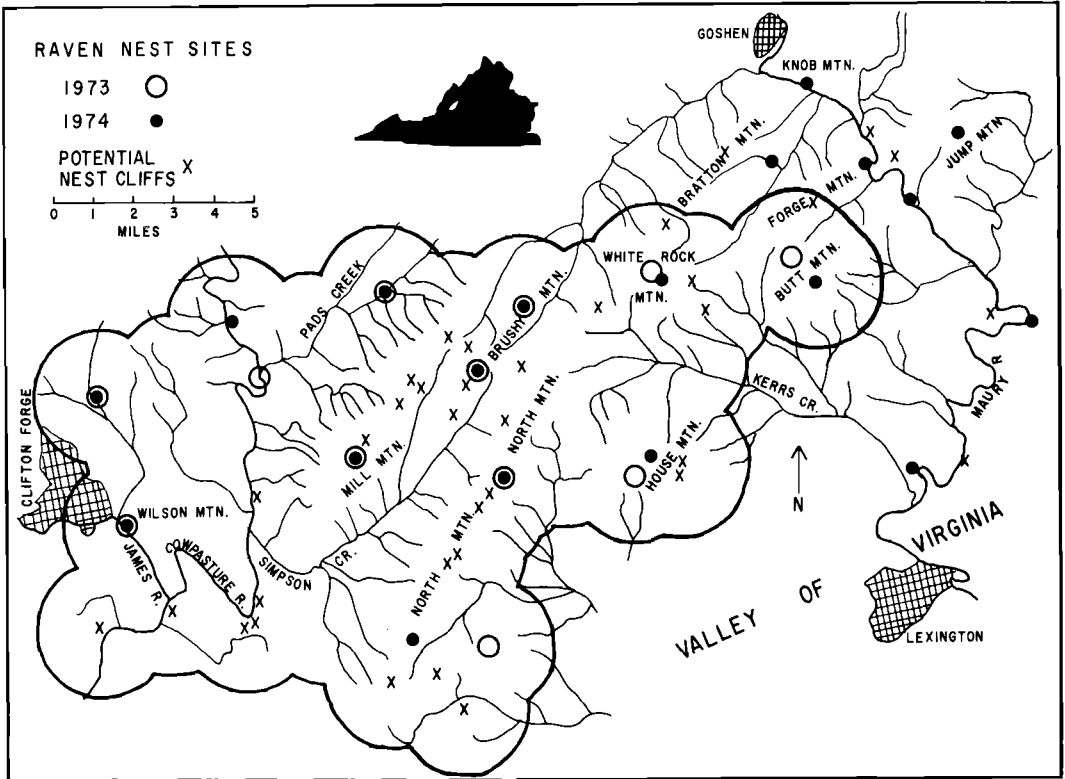 RAVEN NEST SITES
1973
1974
POTENTIAL
NEST CLIFFS X
0 1 2 3 4 5
MILES
GOSHEN
KNOB MTN.
JUMP MTN
BRATTON MTN.
FORGE MTN.
WHITE ROCK
MTN.
BUTT MTN.
PADS CREEK
BRUSHY MTN.
KERRS CR.
MAURY R
NORTH MTN.
HOUSE MTN.
MILL MTN.
CLIFTON FORGE
WILSON MTN.
JAMES R.
COWPASTURE R.
SIMPSON CR.
NORTH MTN.
N
VALLEY OF VIRGINIA
LEXINGTON